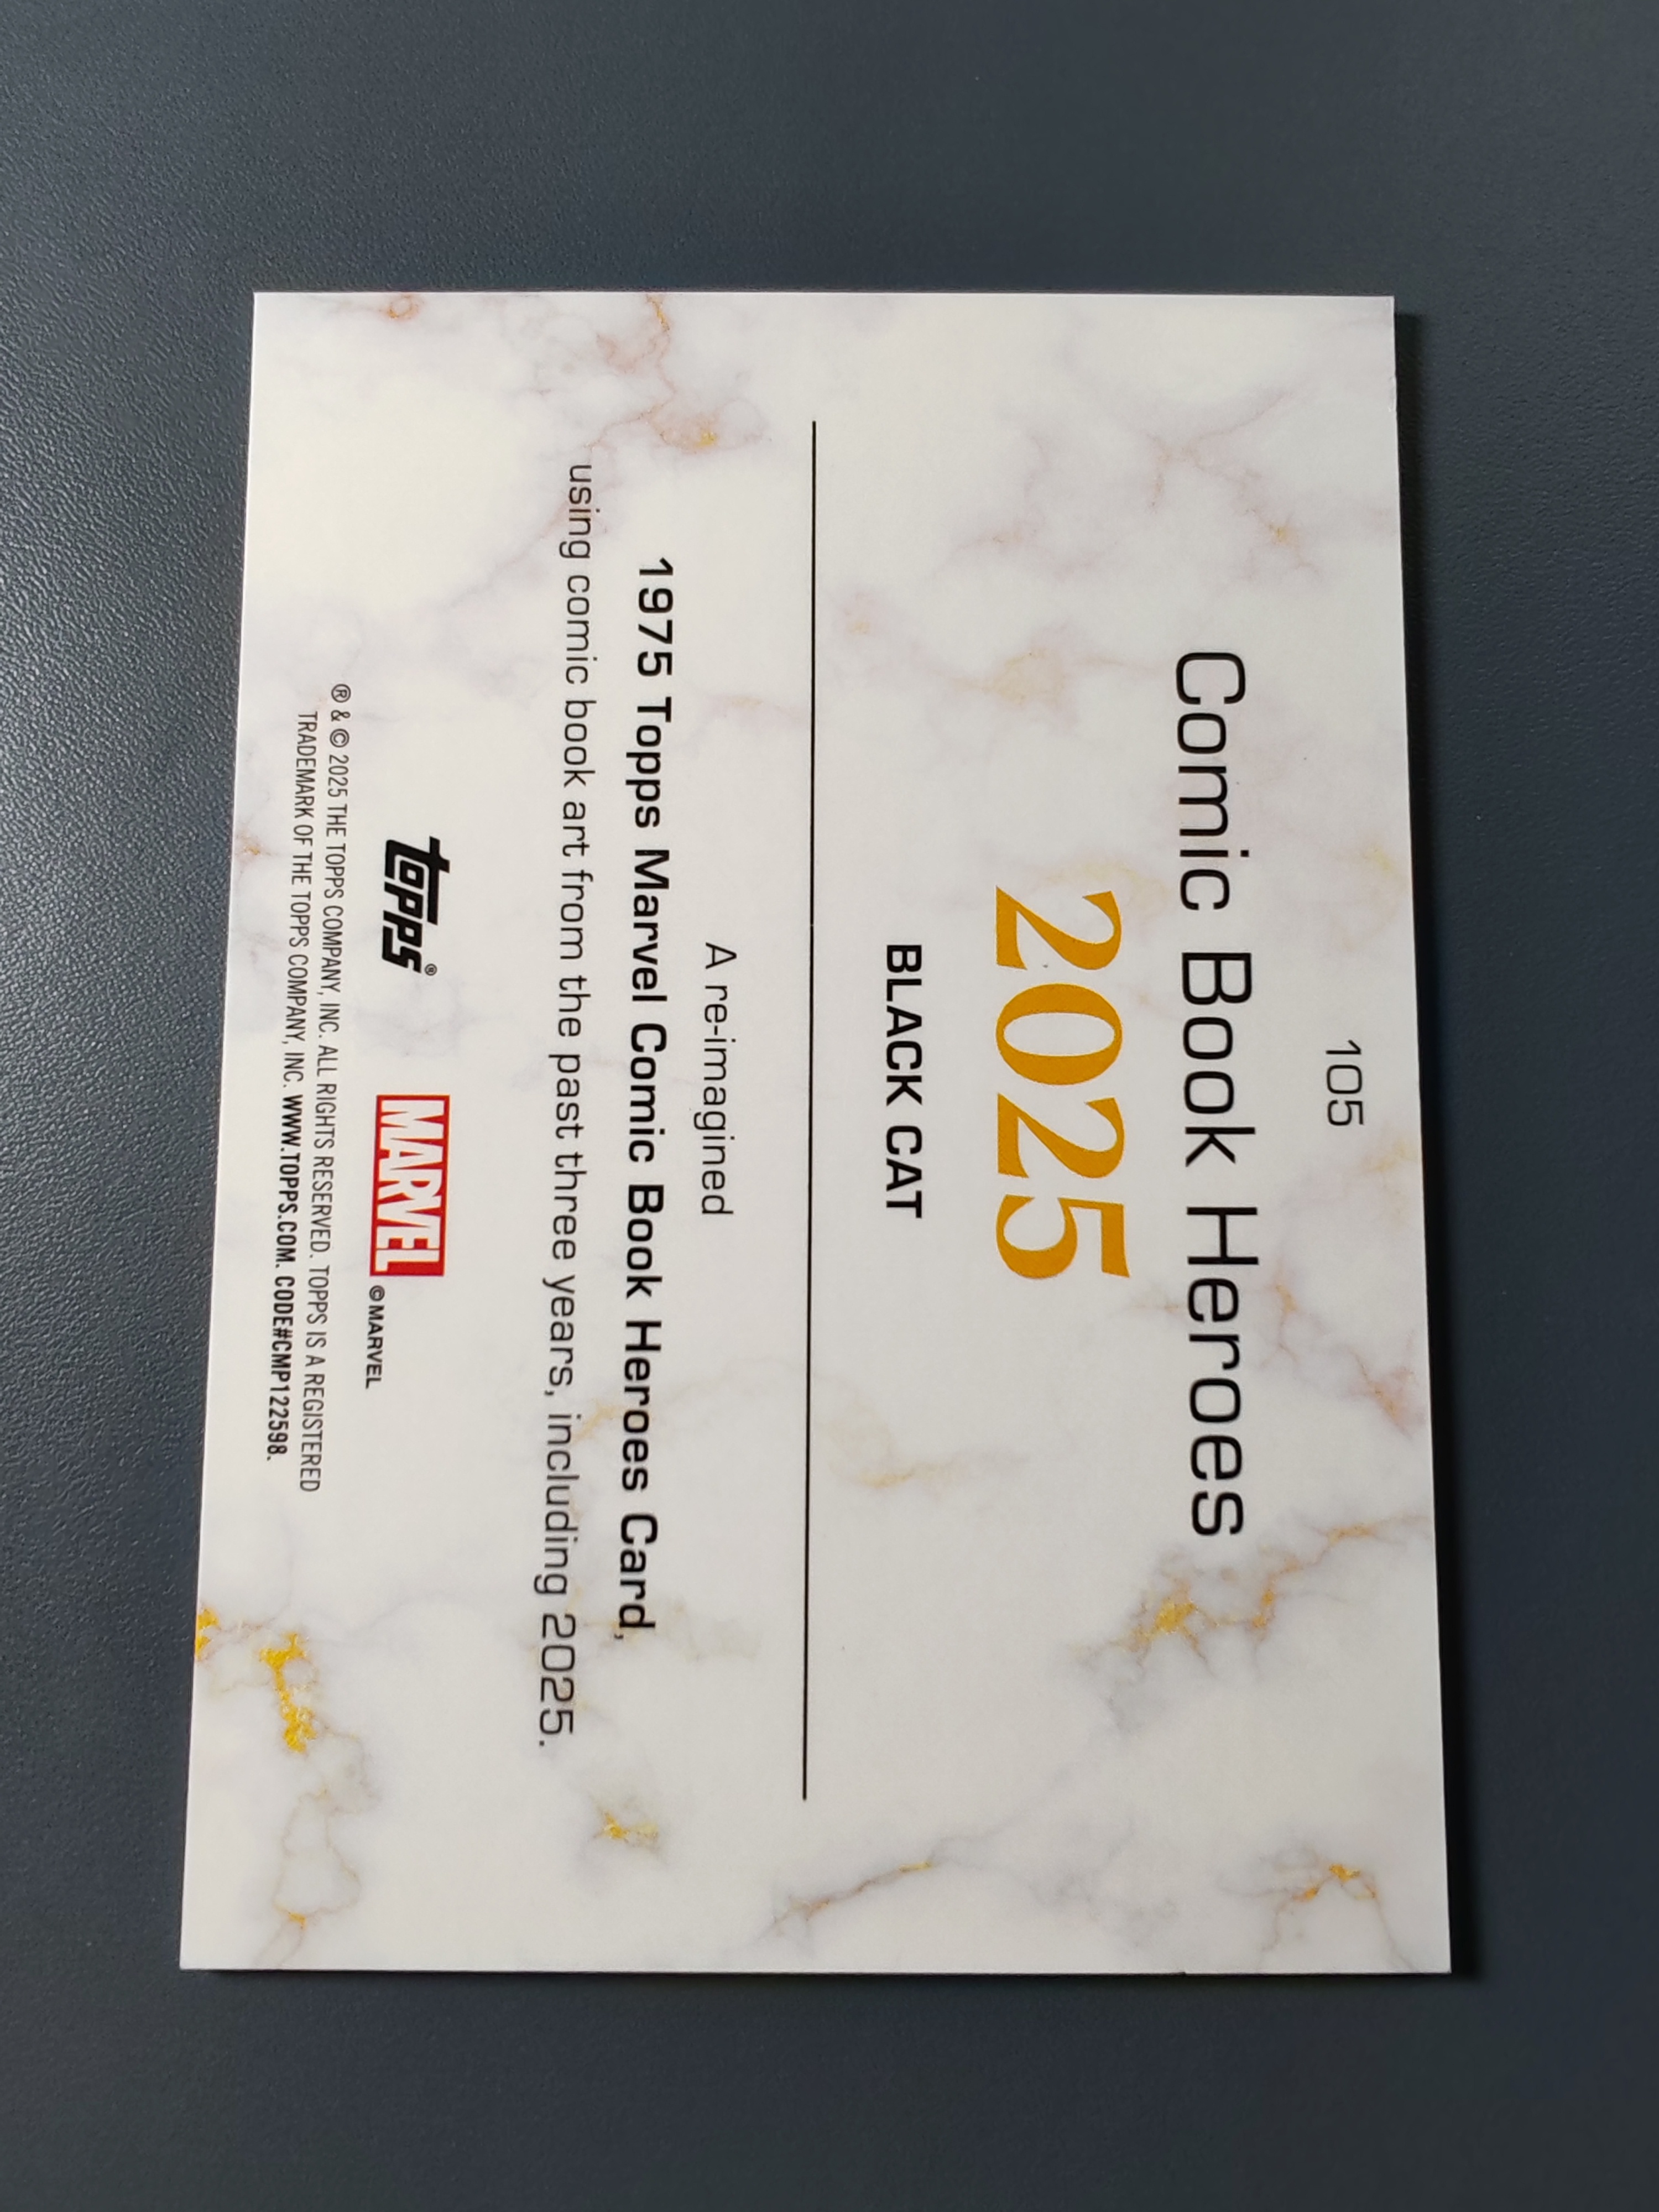 105
Comic Book Heroes
2025
BLACK CAT
A re-imagined
1975 Topps Marvel Comic Book Heroes Card,
using comic book art from the past three years, including 2025.
topps® MARVEL ©MARVEL
® & © 2025 THE TOPPS COMPANY, INC. ALL RIGHTS RESERVED. TOPPS IS A REGISTERED
TRADEMARK OF THE TOPPS COMPANY, INC. WWW.TOPPS.COM. CODE#CMP122598.